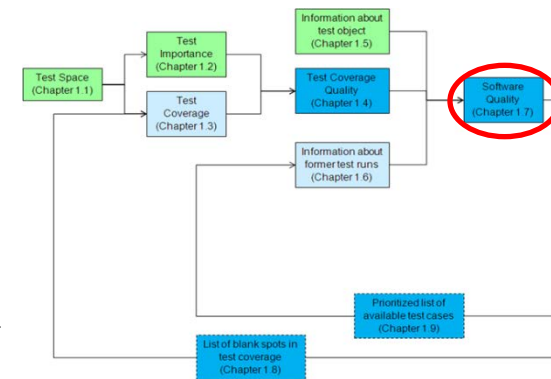 Test Space
(Chapter 1.1)
Test
Importance
(Chapter 1.2)
Test
Coverage
(Chapter 1.3)
Information about
test object
(Chapter 1.5)
Test Coverage
Quality
(Chapter 1.4)
Information about
former test runs
(Chapter 1.6)
Software
Quality
(Chapter 1.7)
Prioritized list of
available test cases
(Chapter 1.9)
List of blank spots in
test coverage
(Chapter 1.8)